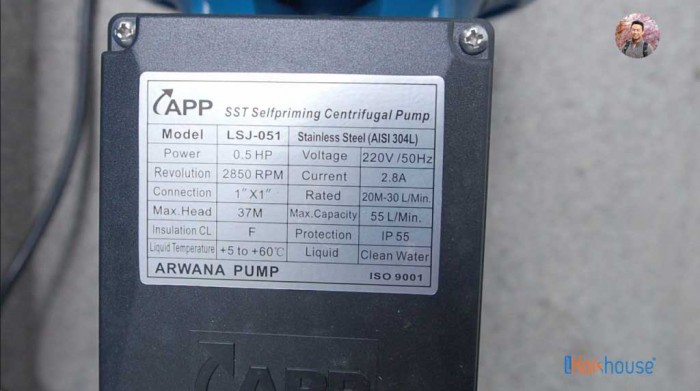 APP SST Selfpriming Centrifugal Pump
Model LSJ-051 Stainless Steel (AISI 304L)
Power 0.5 HP Voltage 220V/50Hz
Revolution 2850 RPM Current 2.8A
Connection 1"X1" Rated 20M-30 L/Min.
Max.Head 37M Max.Capacity 55 L/Min.
Insulation CL F Protection IP 55
Liquid Temperature +5 to +60℃ Liquid Clean Water
ARWANA PUMP ISO 9001
APP
house